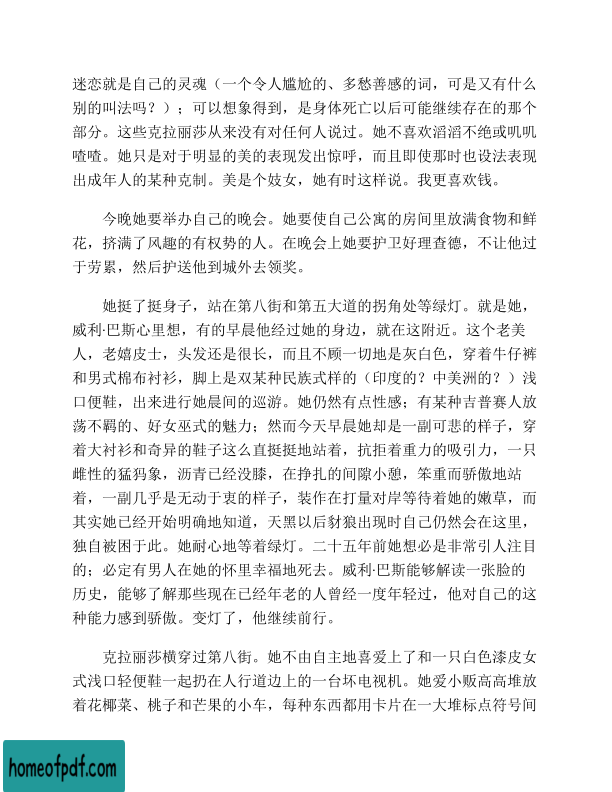 迷恋就是自己的灵魂（一个令人尴尬的、多愁善感的词，可是又有什么
别的叫法吗？）；可以想象得到，是身体死亡以后可能继续存在的那个
部分。这些克拉丽莎从来没有对任何人说过。她不喜欢滔滔不绝或叽叽
喳喳。她只是对于明显的美的表现发出惊呼，而且即使那时也设法表现
出成年人的某种克制。美是个妓女，她有时这样说。我更喜欢钱。
今晚她要举办自己的晚会。她要使自己公寓的房间里放满食物和鲜
花，挤满了风趣的有权势的人。在晚会上她要护卫好理查德，不让他过
于劳累，然后护送他到城外去领奖。
她挺了挺身子，站在第八街和第五大道的拐角处等绿灯。就是她，
威利·巴斯心里想，有的早晨他经过她的身边，就在这附近。这个老美
人，老嬉皮士，头发还是很长，而且不顾一切地是灰白色，穿着牛仔裤
和男式棉布衬衫，脚上是双某种民族式样的（印度的？中美洲的？）浅
口便鞋，出来进行她晨间的巡游。她仍然有点性感；有某种吉普赛人放
荡不羁的、好女巫式的魅力；然而今天早晨她却是一副可悲的样子，穿
着大衬衫和奇异的鞋子这么直挺挺地站着，抗拒着重力的吸引力，一只
雌性的猛犸象，沥青已经没膝，在挣扎的间隙小憩，笨重而骄傲地站
着，一副几乎是无动于衷的样子，装作在打量对岸等待着她的嫩草，而
其实她已经开始明确地知道，天黑以后豺狼出现时自己仍然会在这里，
独自被困于此。她耐心地等着绿灯。二十五年前她想必是非常引人注目
的；必定有男人在她的怀里幸福地死去。威利·巴斯能够解读一张脸的
历史，能够了解那些现在已经年老的人曾经一度年轻过，他对自己的这
种能力感到骄傲。变灯了，他继续前行。
克拉丽莎横穿过第八街。她不由自主地喜爱上了和一只白色漆皮女
式浅口轻便鞋一起扔在人行道边上的一台坏电视机。她爱小贩高高堆放
着花椰菜、桃子和芒果的小车，每种东西都用卡片在一大堆标点符号间
homeofpdf.com